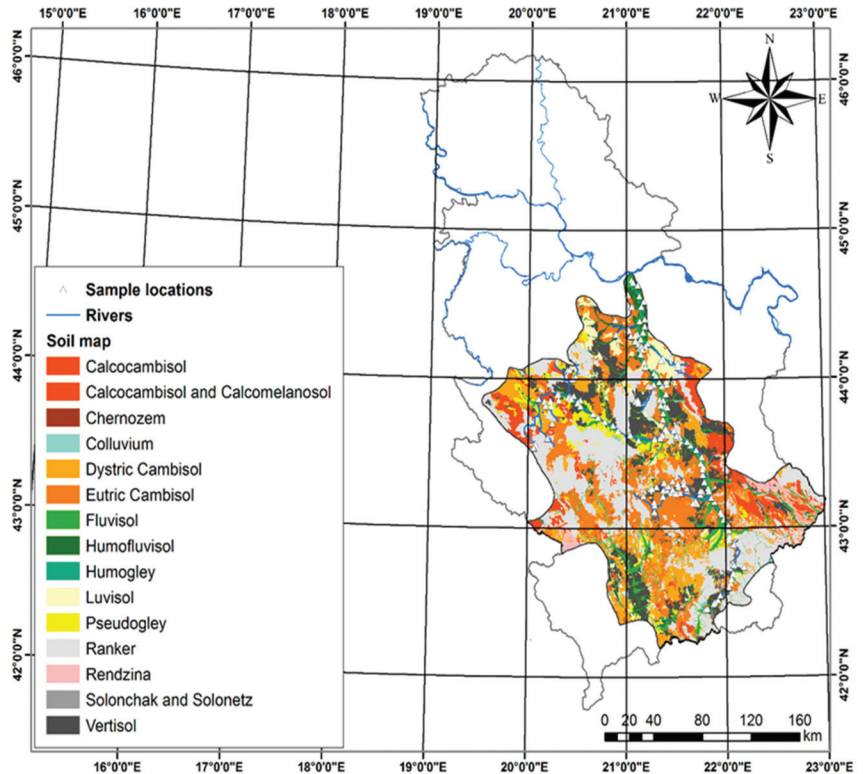 15°0'0"E 16°0'0"E 17°0'0"E 18°0'0"E 19°0'0"E 20°0'0"E 21°0'0"E 22°0'0"E 23°0'0"E
N
W E
S
46°0'0"N
46°0'0"N
45°0'0"N
45°0'0"N
44°0'0"N
44°0'0"N
43°0'0"N
43°0'0"N
42°0'0"N
42°0'0"N
Sample locations
Rivers
Soil map
Calcocambisol
Calcocambisol and Calcomelanosol
Chernozem
Colluvium
Dystric Cambisol
Eutric Cambisol
Fluvisol
Humofluvisol
Humogley
Luvisol
Pseudogley
Ranker
Rendzina
Solonchak and Solonetz
Vertisol
0 20 40 80 120 160
km
16°0'0"E 17°0'0"E 18°0'0"E 19°0'0"E 20°0'0"E 21°0'0"E 22°0'0"E